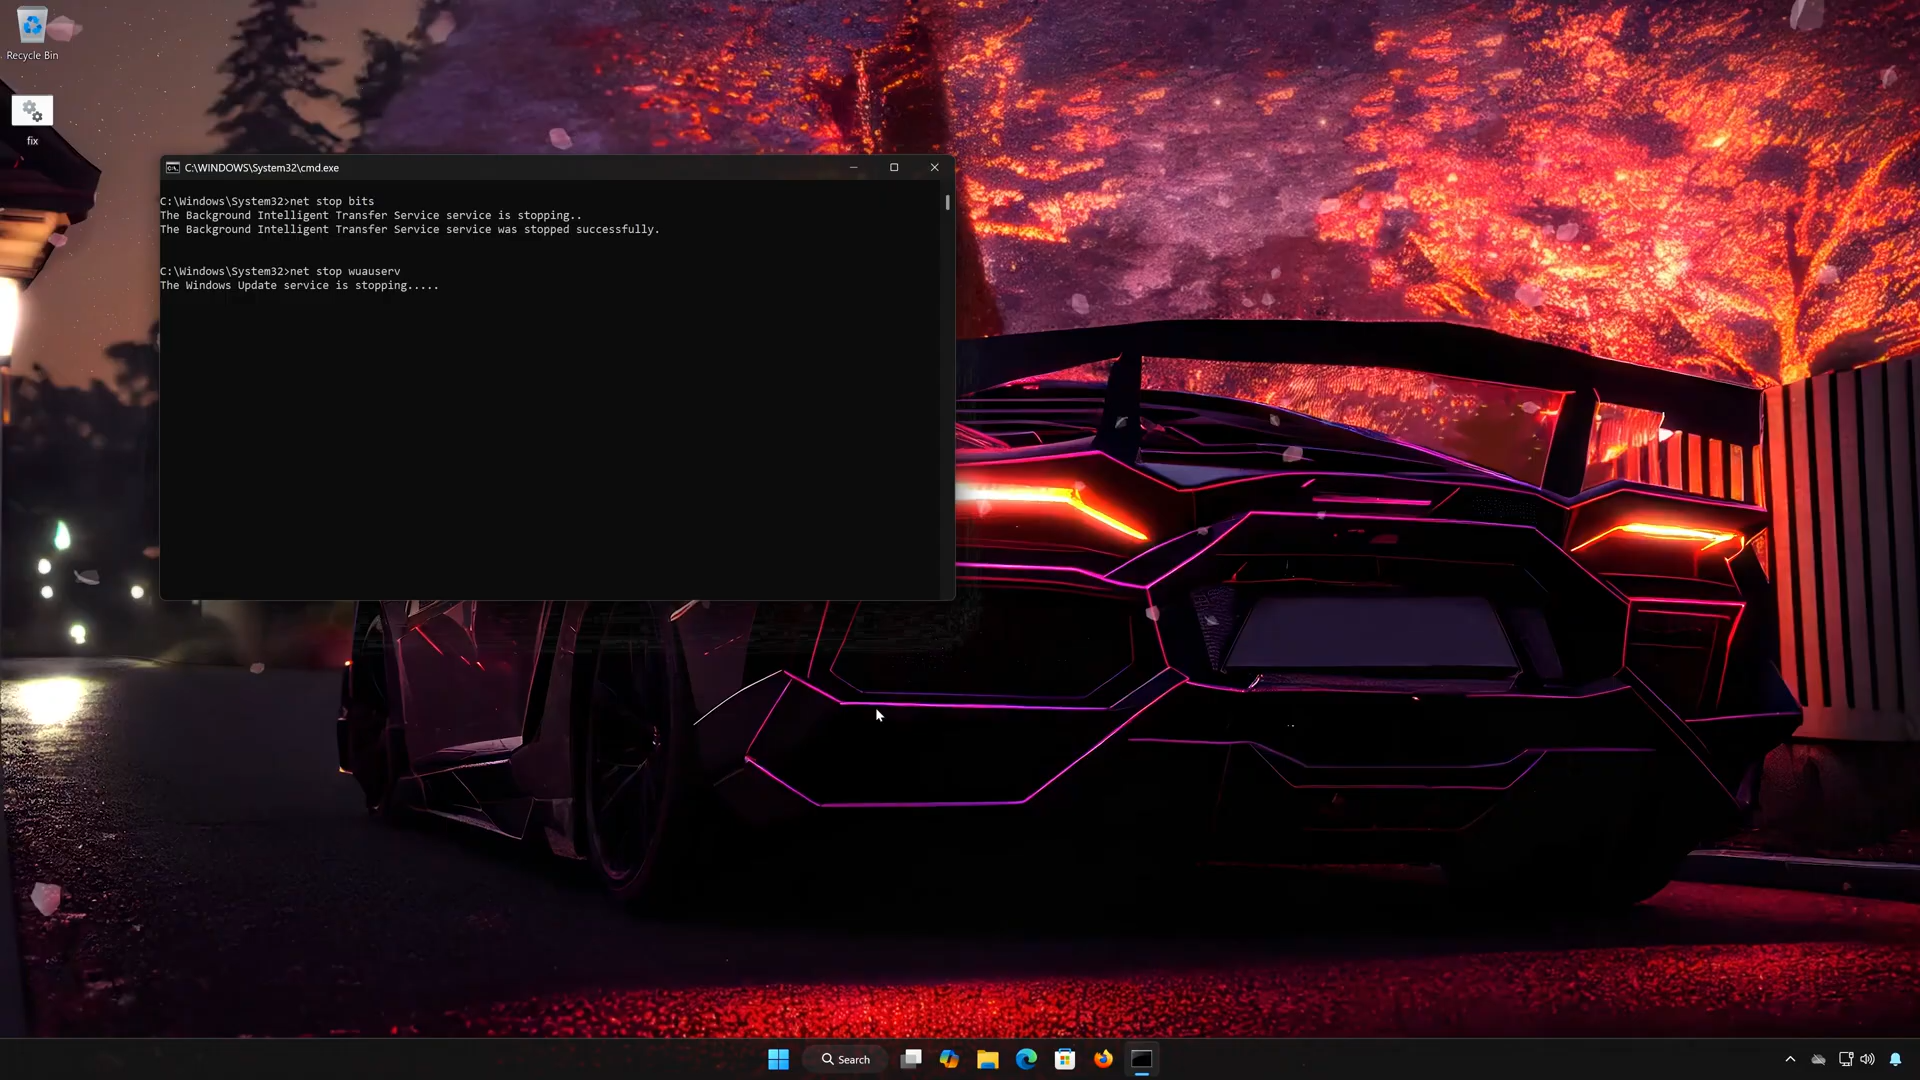 Recycle Bin
fix
C:\WINDOWS\System32\cmd.exe
C:\Windows\System32>net stop bits
The Background Intelligent Transfer Service service is stopping..
The Background Intelligent Transfer Service service was stopped successfully.
C:\Windows\System32>net stop wuauserv
The Windows Update service is stopping.....
Search